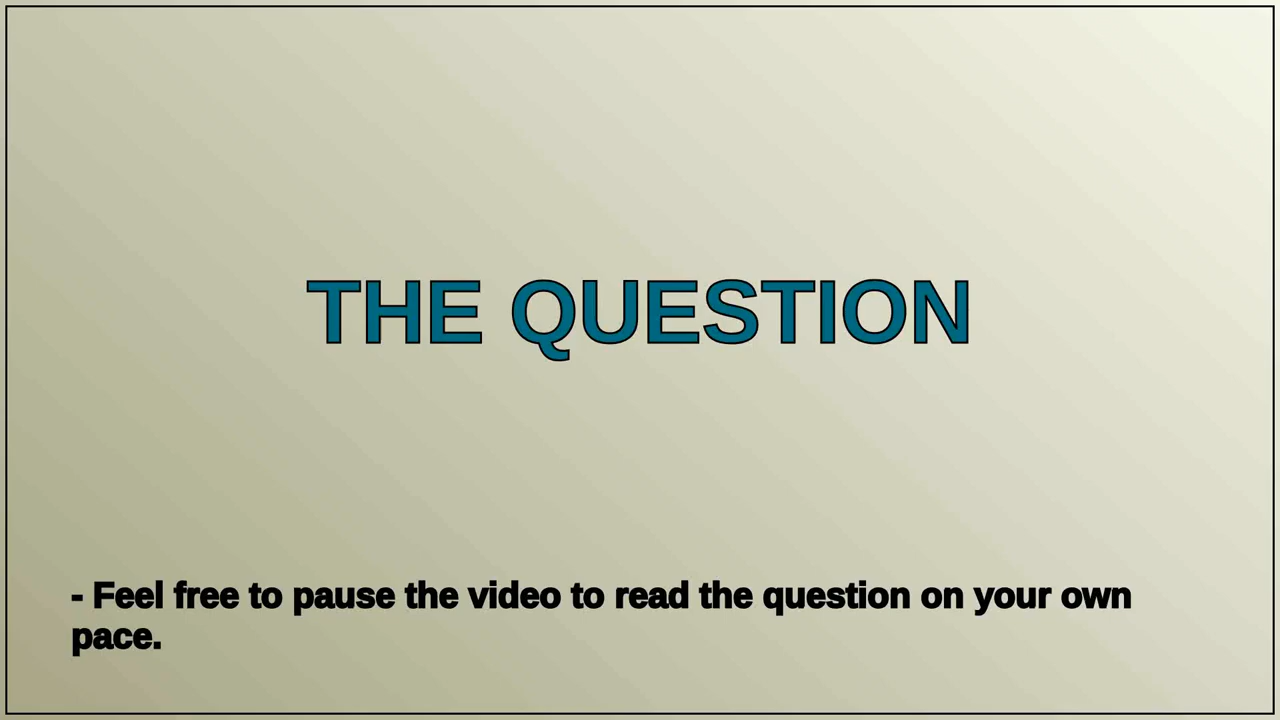 THE QUESTION
- Feel free to pause the video to read the question on your own
pace.